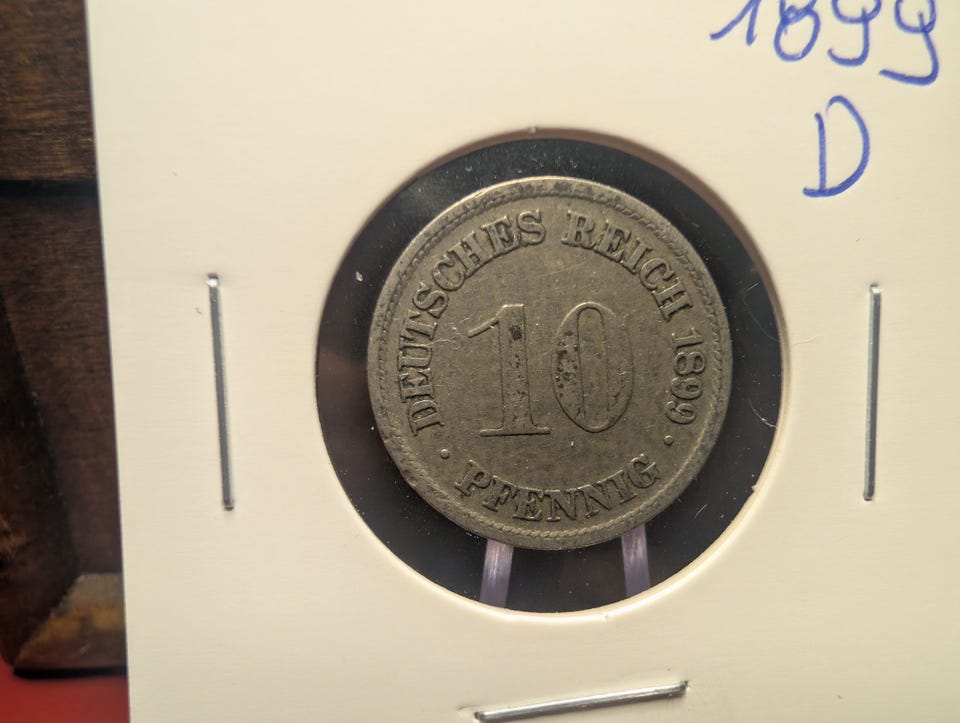 1899
D
DEUTSCHES REICH 1899
10
· PFENNIG ·